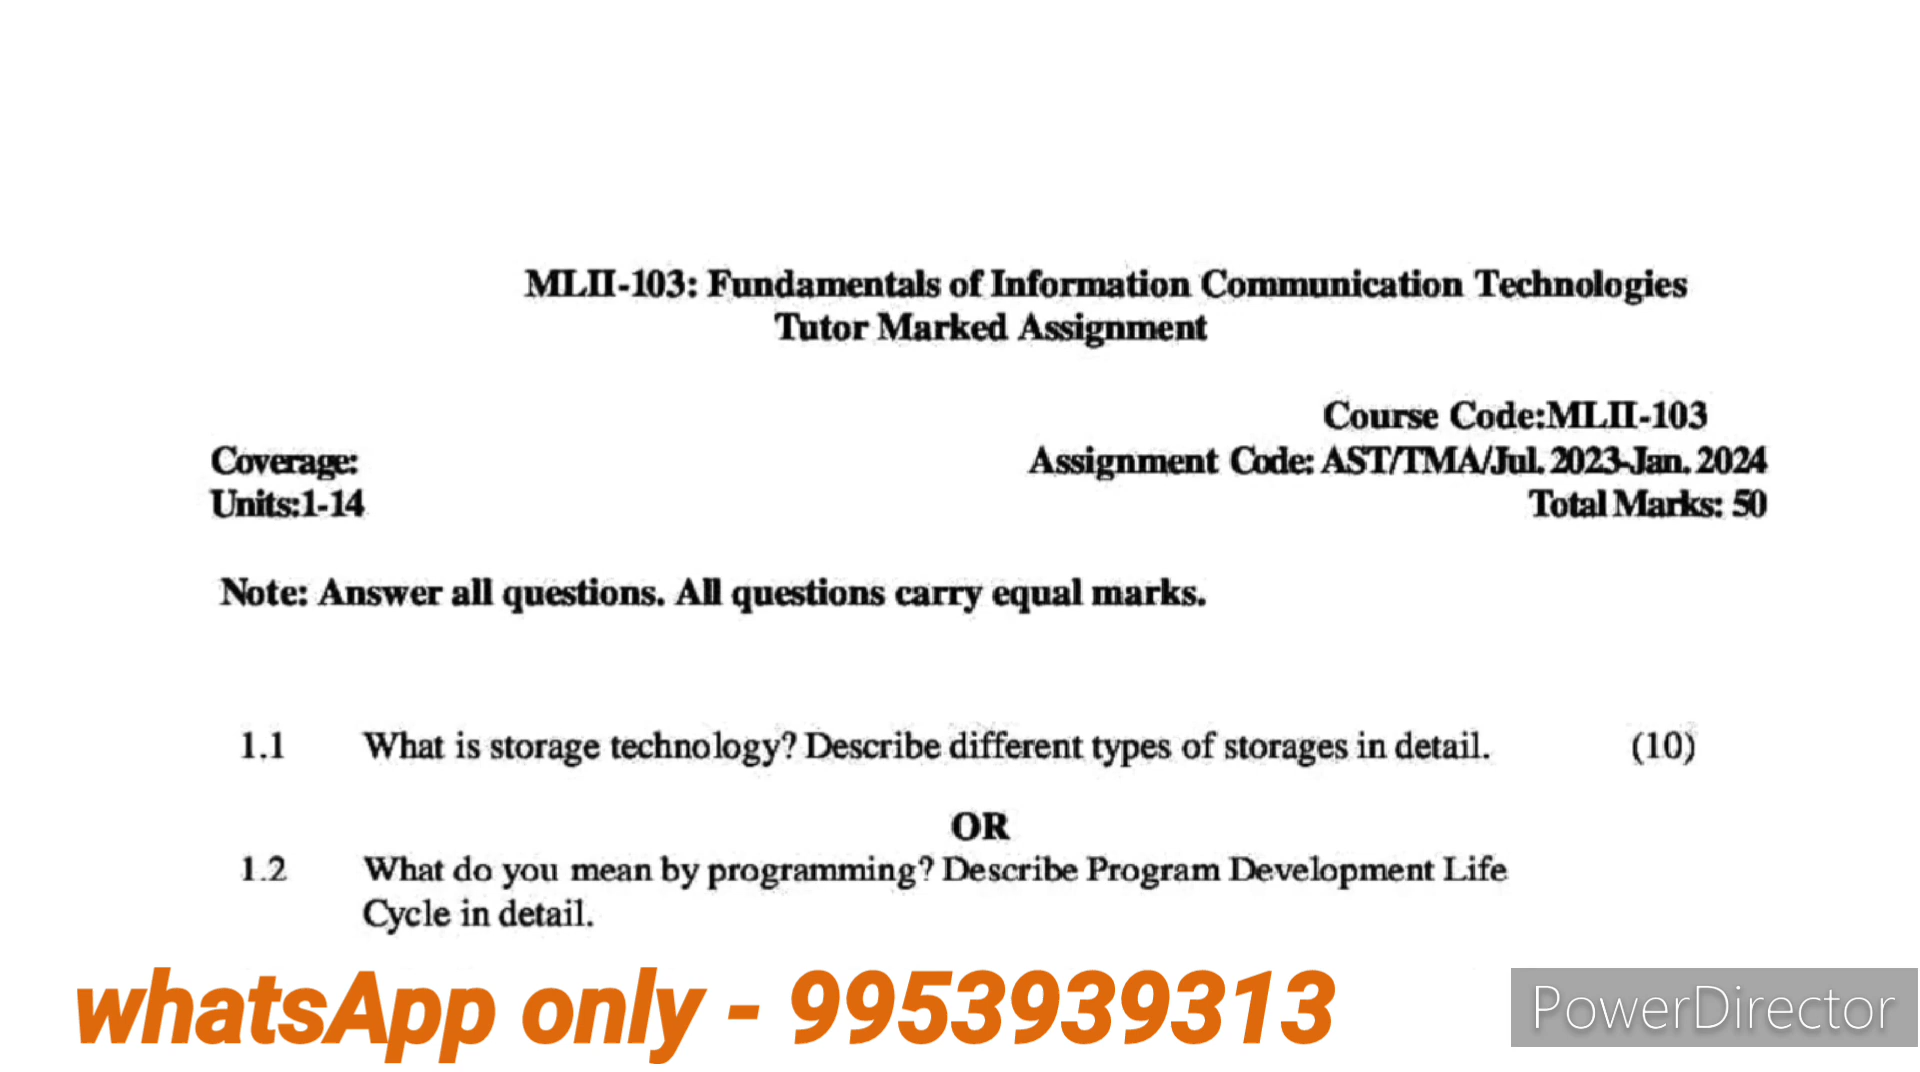 MLII-103: Fundamentals of Information Communication Technologies
Tutor Marked Assignment
Course Code:MLII-103
Coverage: Assignment Code: AST/TMA/Jul. 2023-Jan. 2024
Units:1-14 Total Marks: 50
Note: Answer all questions. All questions carry equal marks.
1.1 What is storage technology? Describe different types of storages in detail. (10)
OR
1.2 What do you mean by programming? Describe Program Development Life
Cycle in detail.
whatsApp only - 9953939313
PowerDirector